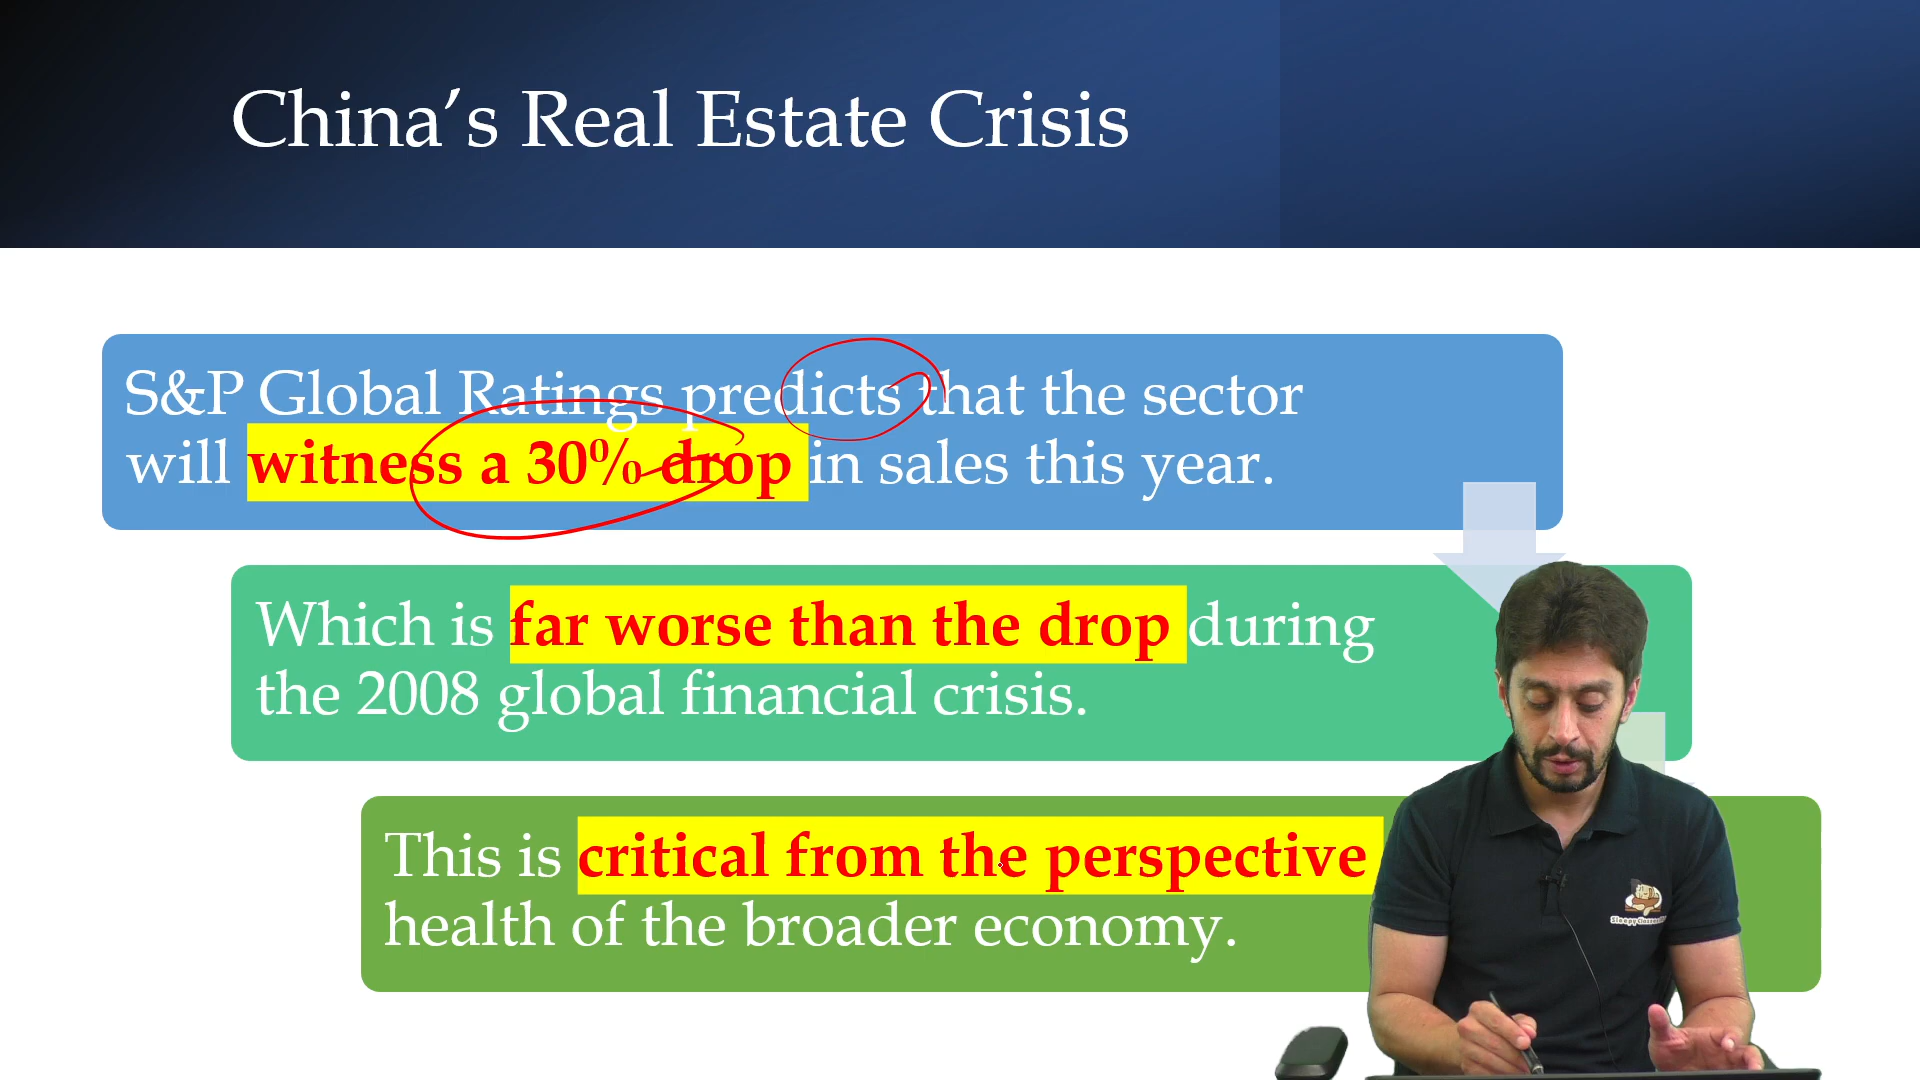 China’s Real Estate Crisis
S&P Global Ratings predicts that the sector
will witness a 30% drop in sales this year.
Which is far worse than the drop during
the 2008 global financial crisis.
This is critical from the perspective
health of the broader economy.